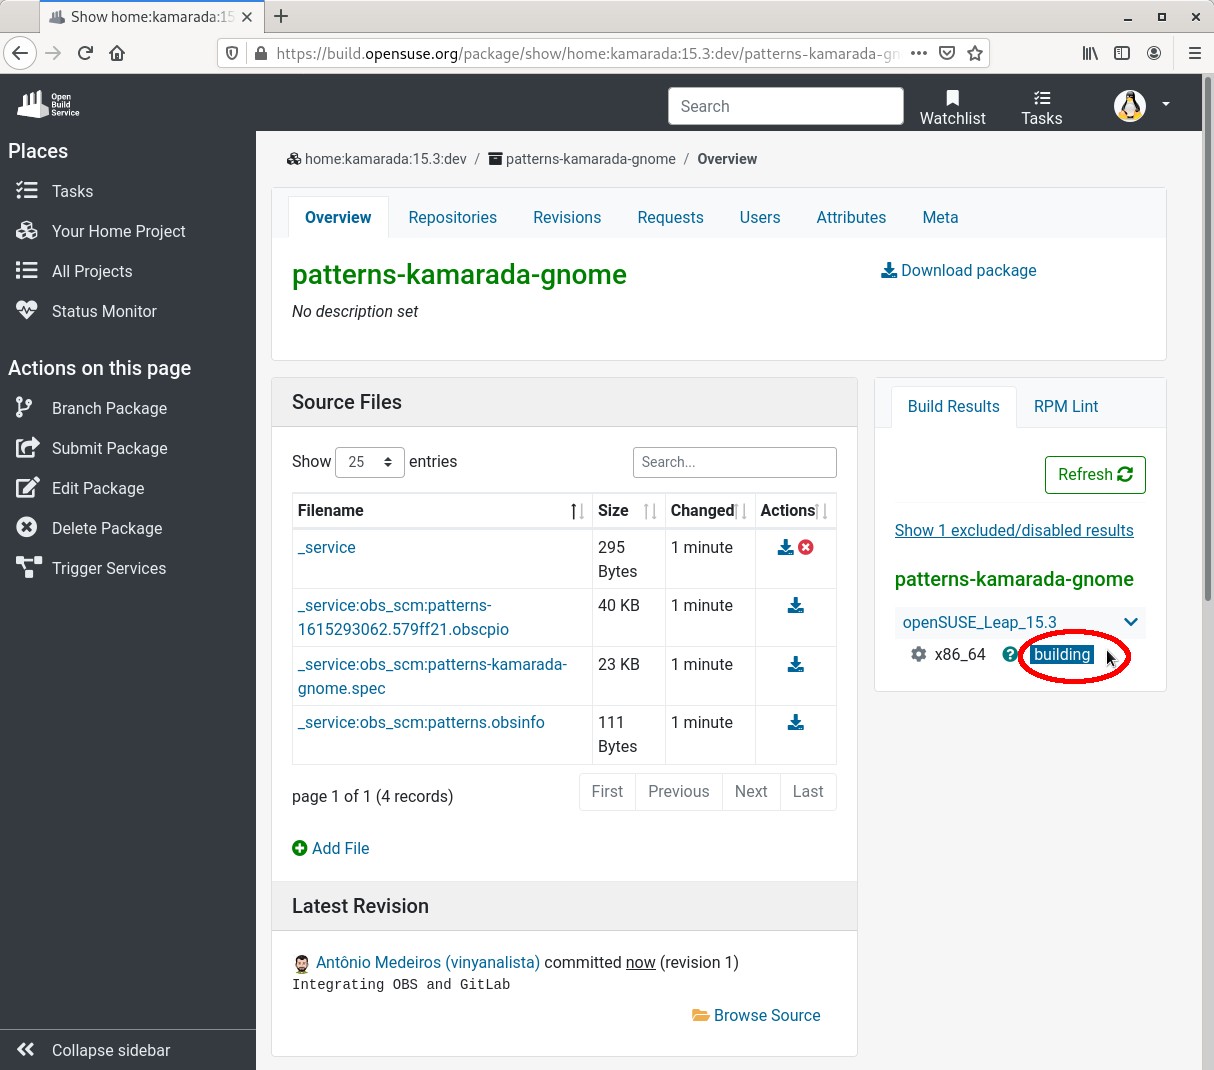 Show home:kamarada:15
https://build.opensuse.org/package/show/home:kamarada:15.3:dev/patterns-kamarada-gn
Open
Build
Service
Search
Watchlist
Tasks
Places
Tasks
Your Home Project
All Projects
Status Monitor
Actions on this page
Branch Package
Submit Package
Edit Package
Delete Package
Trigger Services
Collapse sidebar
home:kamarada:15.3:dev / patterns-kamarada-gnome / Overview
Overview Repositories Revisions Requests Users Attributes Meta
patterns-kamarada-gnome
Download package
No description set
Source Files
Show 25 entries
Search...
Filename Size Changed Actions
_service 295 Bytes 1 minute
_service:obs_scm:patterns-1615293062.579ff21.obscpio 40 KB 1 minute
_service:obs_scm:patterns-kamarada-gnome.spec 23 KB 1 minute
_service:obs_scm:patterns.obsinfo 111 Bytes 1 minute
page 1 of 1 (4 records)
First Previous Next Last
Add File
Latest Revision
Antônio Medeiros (vinyanalista) committed now (revision 1)
Integrating OBS and GitLab
Browse Source
Build Results RPM Lint
Refresh
Show 1 excluded/disabled results
patterns-kamarada-gnome
openSUSE_Leap_15.3
x86_64 building